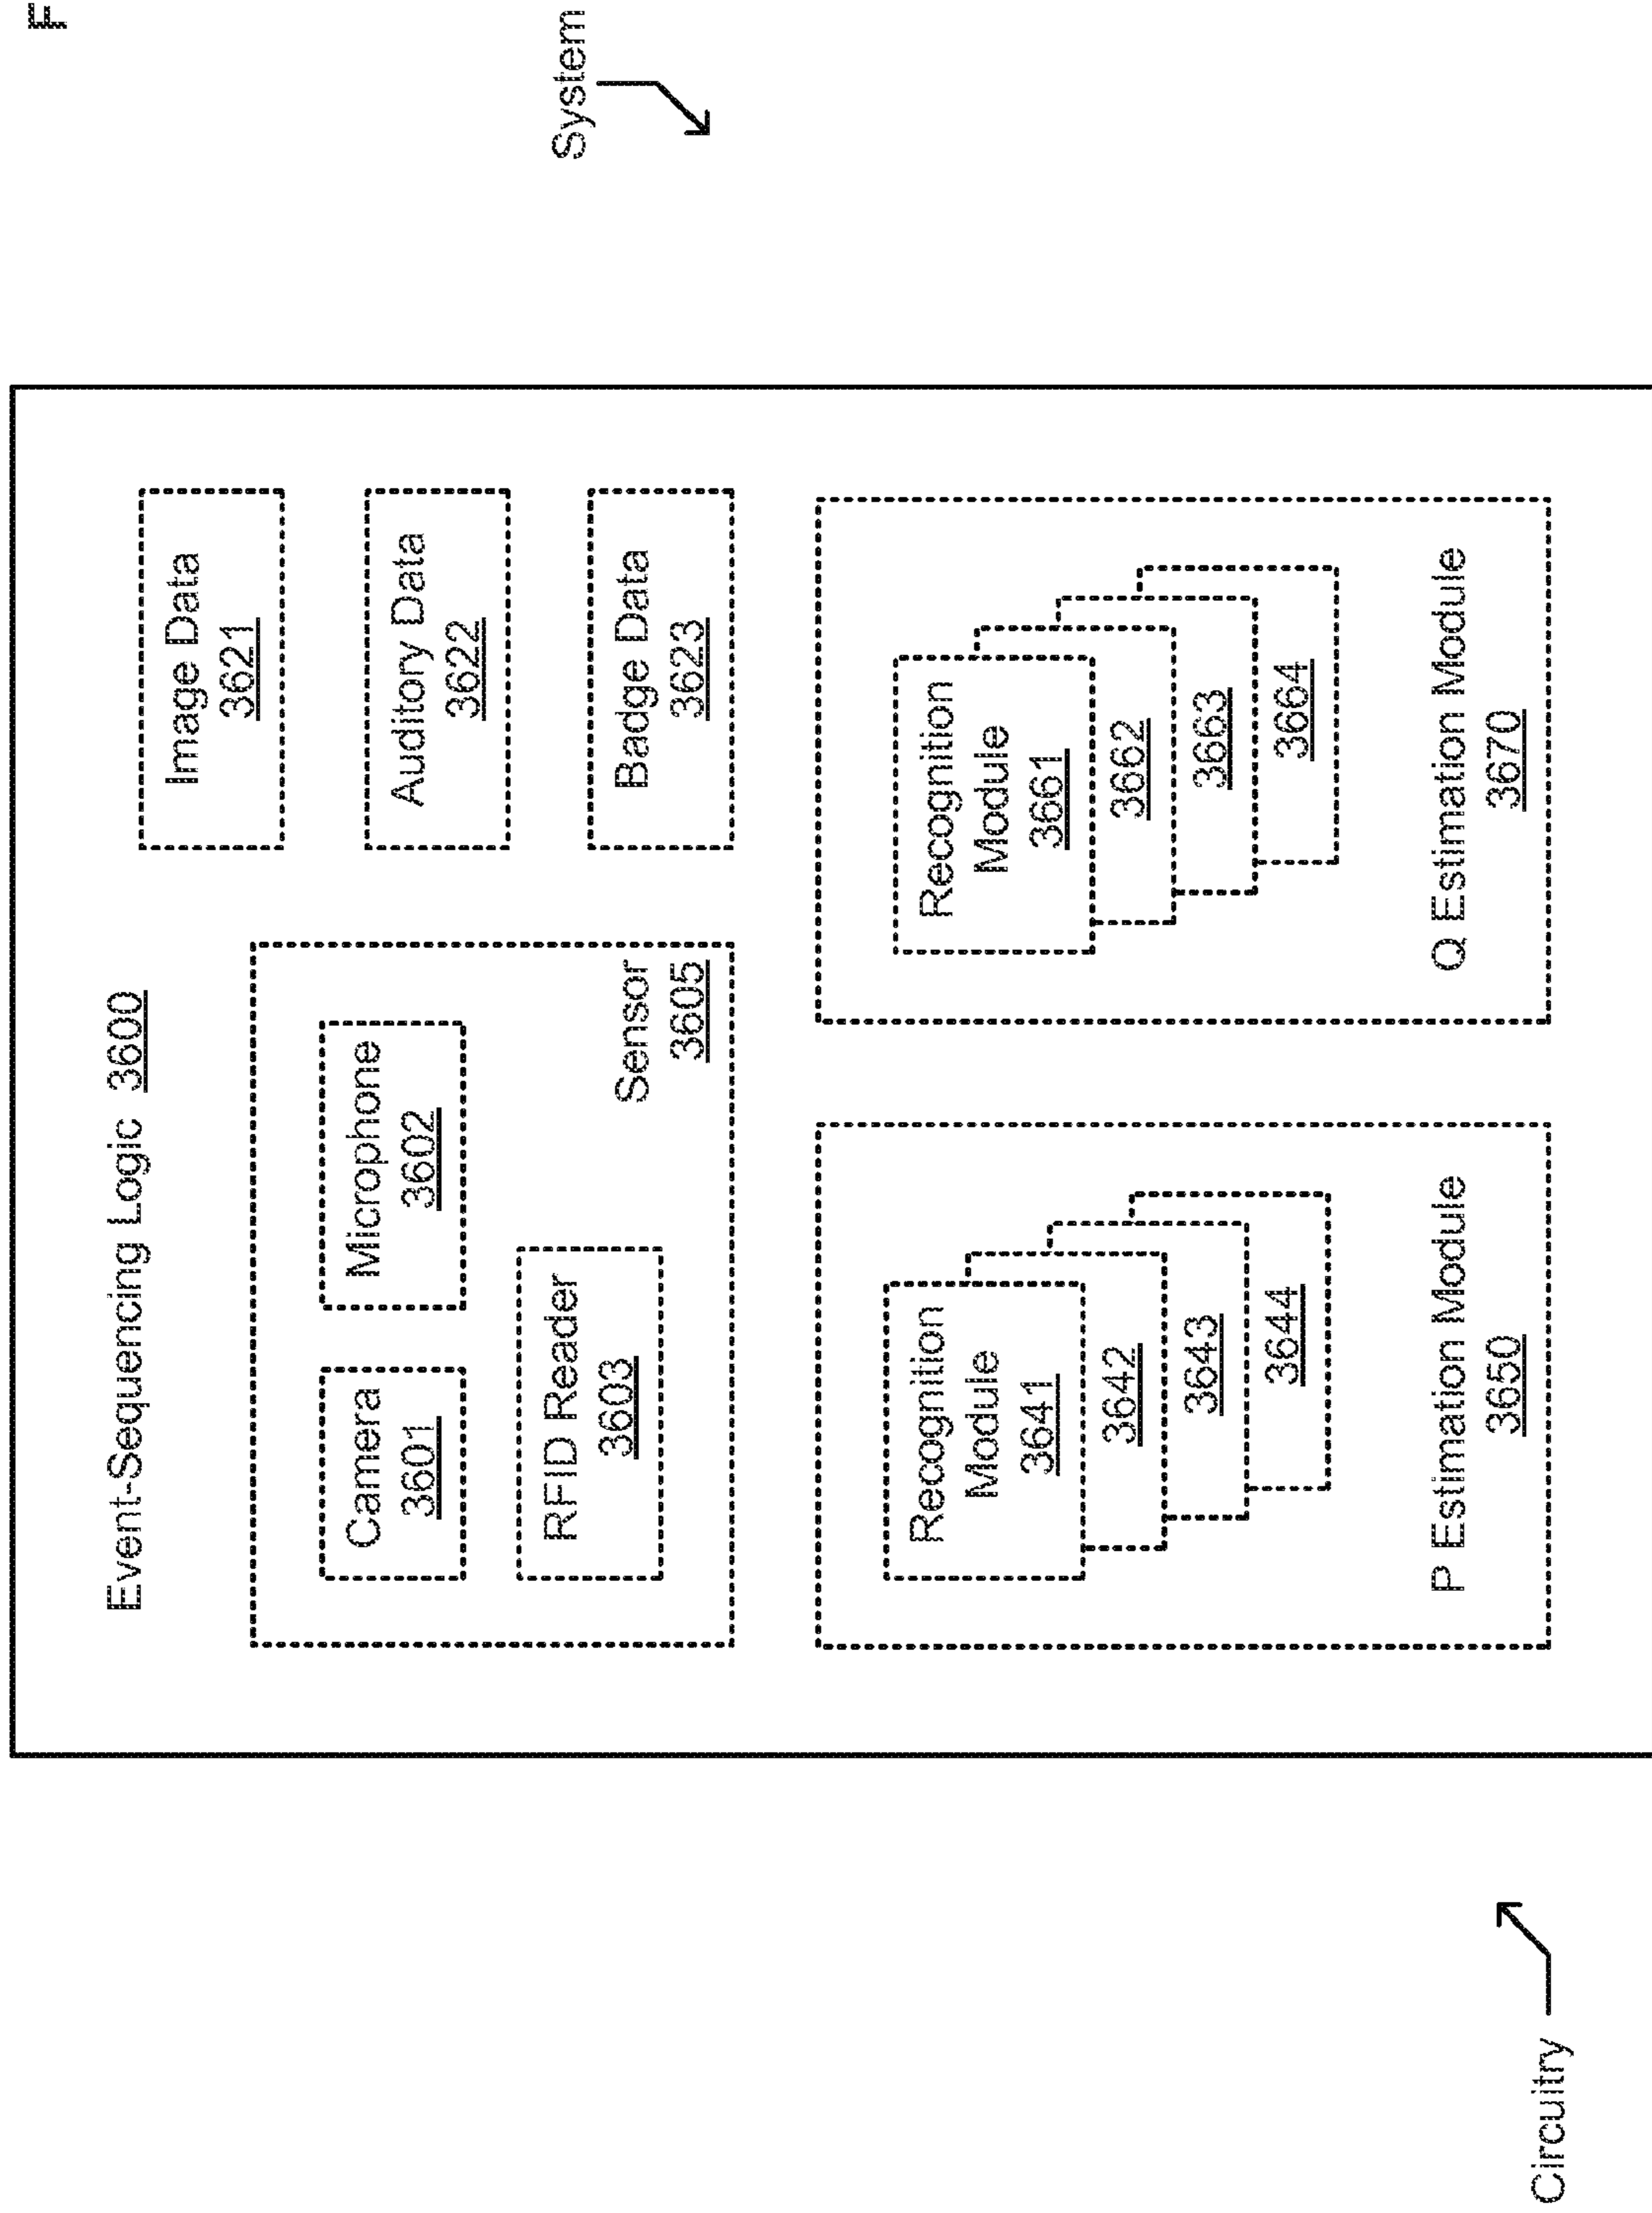 F
System
Event-Sequencing Logic 3600
Camera
3601
Microphone
3602
RFID Reader
3603
Sensor
3605
Image Data
3621
Auditory Data
3622
Badge Data
3623
Recognition
Module
3641
3642
3643
3644
P Estimation Module
3650
Recognition
Module
3661
3662
3663
3664
Q Estimation Module
3670
Circuitry